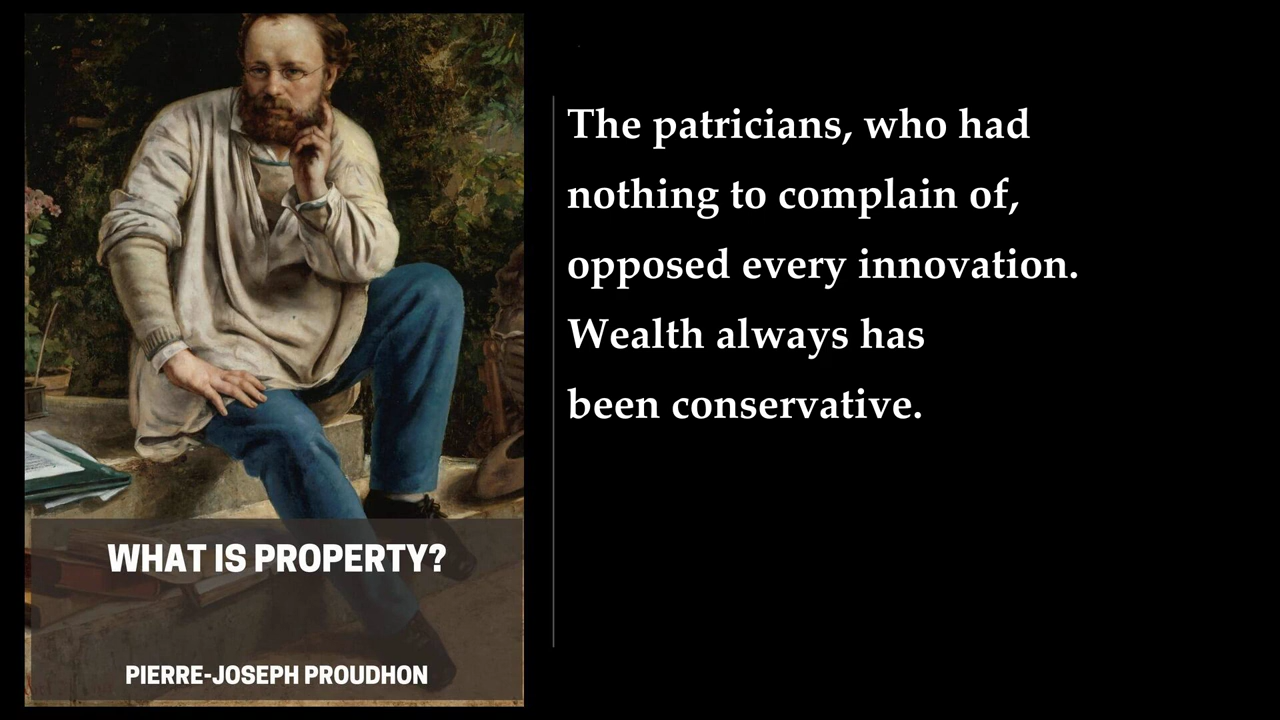 WHAT IS PROPERTY?
PIERRE-JOSEPH PROUDHON
The patricians, who had
nothing to complain of,
opposed every innovation.
Wealth always has
been conservative.